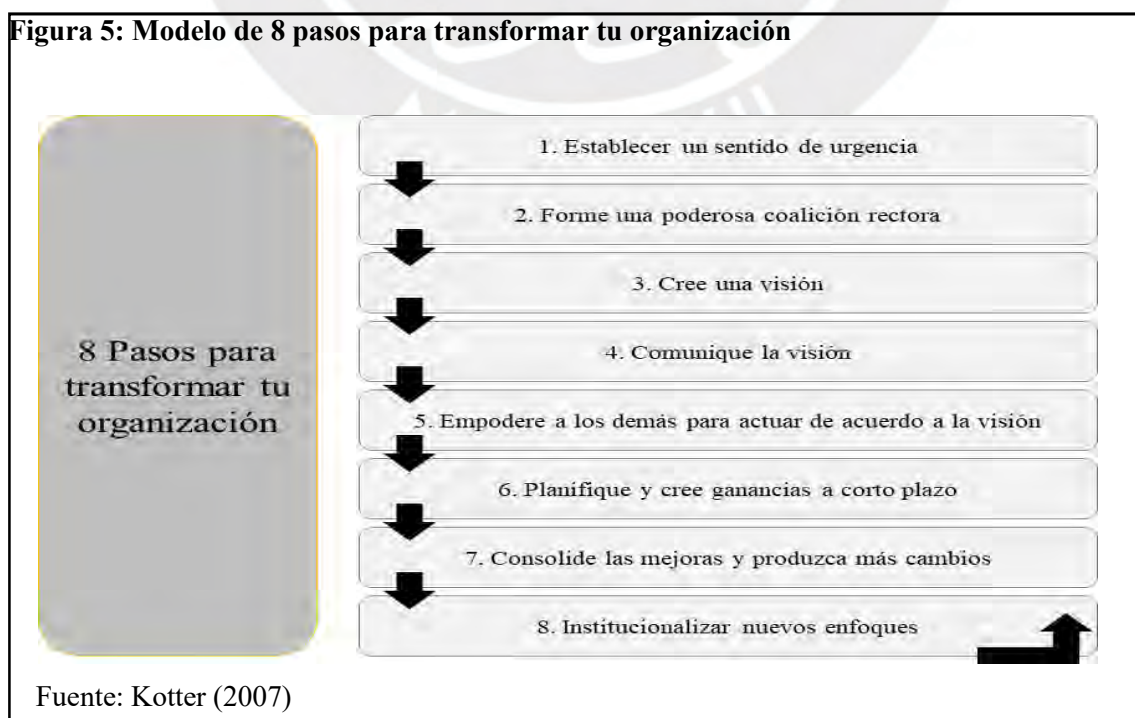 Figura 5: Modelo de 8 pasos para transformar tu organización
8 Pasos para
transformar tu
organización
1. Establecer un sentido de urgencia
2. Forme una poderosa coalición rectora
3. Cree una visión
4. Comunique la visión
5. Empodere a los demás para actuar de acuerdo a la visión
6. Planifique y cree ganancias a corto plazo
7. Consolide las mejoras y produzca más cambios
8. Institucionalizar nuevos enfoques
Fuente: Kotter (2007)